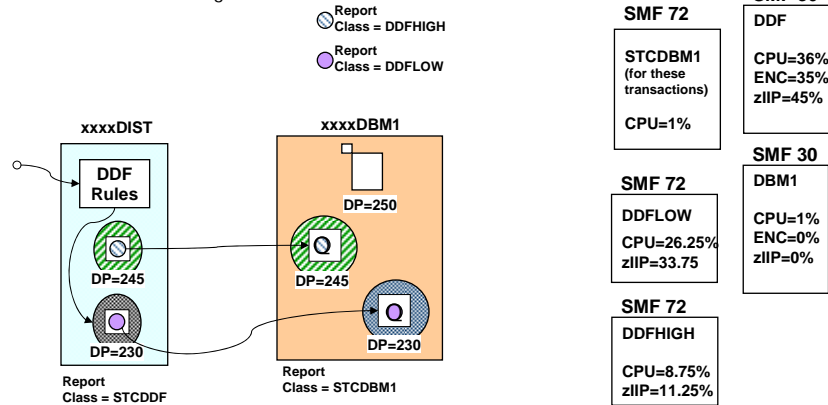 Report
Class = DDFHIGH
Report
Class = DDFLOW
xxxxDIST
DDF
Rules
DP=245
DP=230
Report
Class = STCDDF
xxxxDBM1
DP=250
Q
DP=245
Q
DP=230
Report
Class = STCDBM1
SMF 72
STCDBM1
(for these
transactions)
CPU=1%
DDF
CPU=36%
ENC=35%
zIIP=45%
SMF 72
DDFLOW
CPU=26.25%
zIIP=33.75
SMF 30
DBM1
CPU=1%
ENC=0%
zIIP=0%
SMF 72
DDFHIGH
CPU=8.75%
zIIP=11.25%